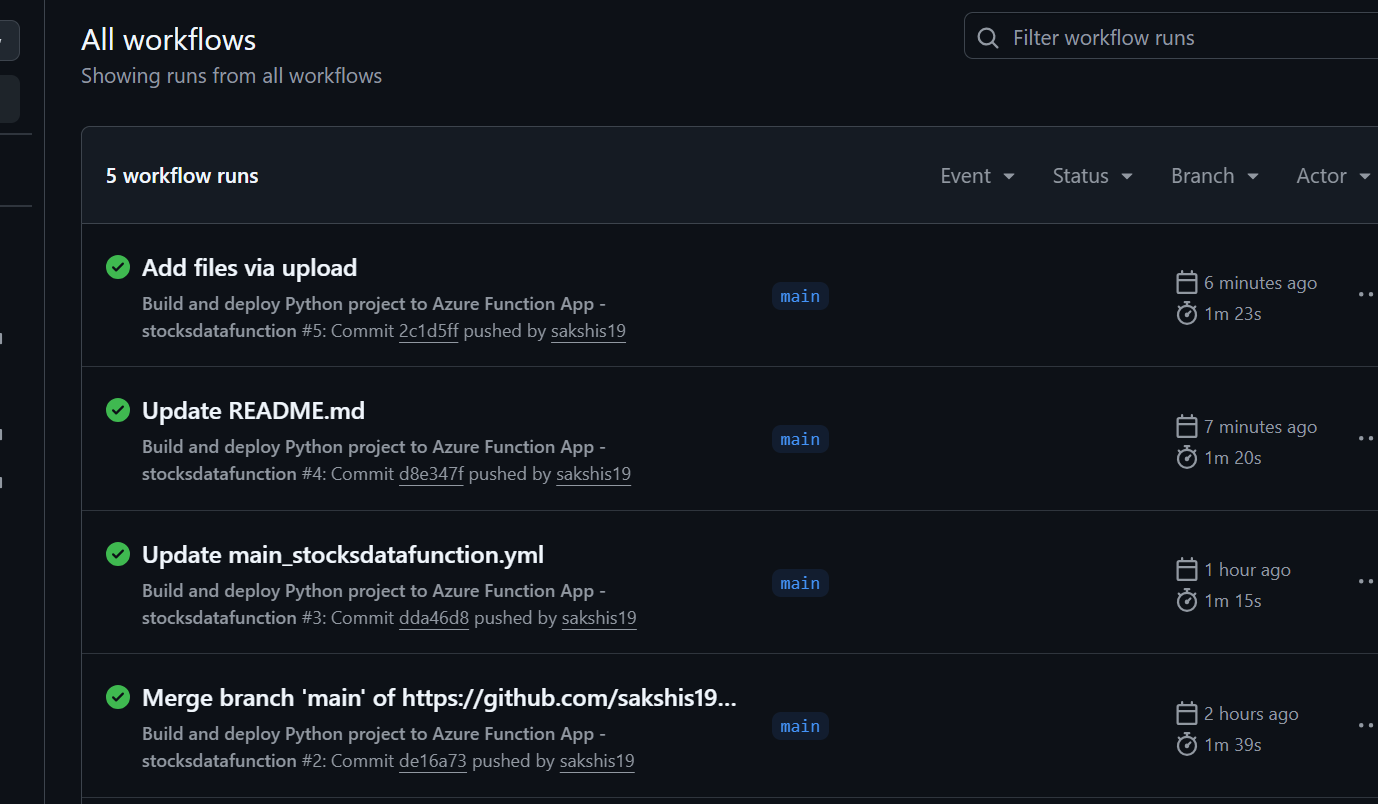 All workflows
Filter workflow runs
Showing runs from all workflows
5 workflow runs
Event
Status
Branch
Actor
Add files via upload
Build and deploy Python project to Azure Function App -
stocksdatafunction #5: Commit 2c1d5ff pushed by sakshis19
main
6 minutes ago
1m 23s
Update README.md
Build and deploy Python project to Azure Function App -
stocksdatafunction #4: Commit d8e347f pushed by sakshis19
main
7 minutes ago
1m 20s
Update main_stocksdatafunction.yml
Build and deploy Python project to Azure Function App -
stocksdatafunction #3: Commit dda46d8 pushed by sakshis19
main
1 hour ago
1m 15s
Merge branch 'main' of https://github.com/sakshis19...
Build and deploy Python project to Azure Function App -
stocksdatafunction #2: Commit de16a73 pushed by sakshis19
main
2 hours ago
1m 39s